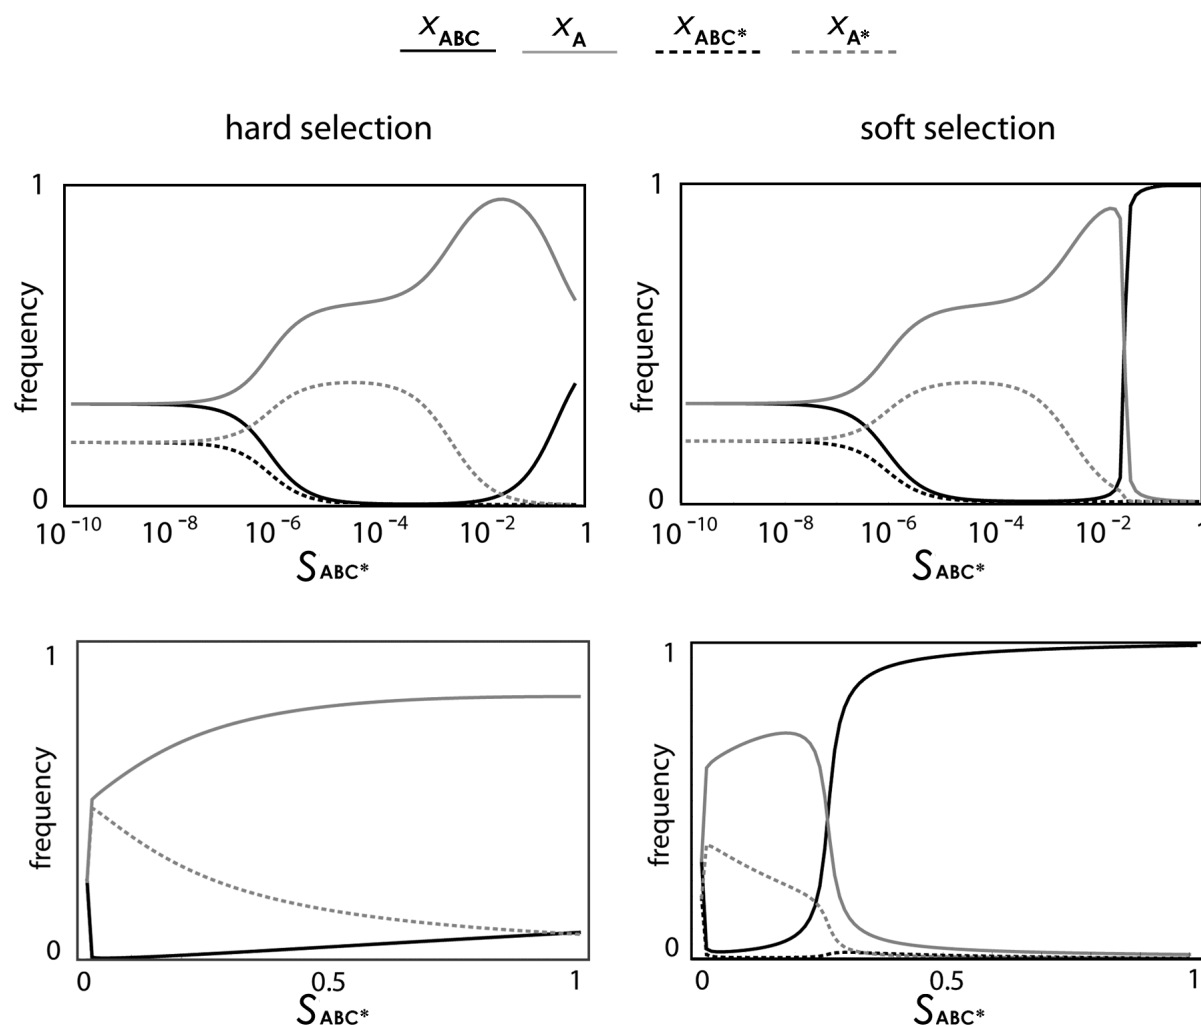 x_ABC x_A x_ABC* x_A*
hard selection
soft selection
1
frequency
0
10^−10 10^−8 10^−6 10^−4 10^−2 1
S_ABC*
1
frequency
0
10^−10 10^−8 10^−6 10^−4 10^−2 1
S_ABC*
1
frequency
0
0 0.5 1
S_ABC*
1
frequency
0
0 0.5 1
S_ABC*